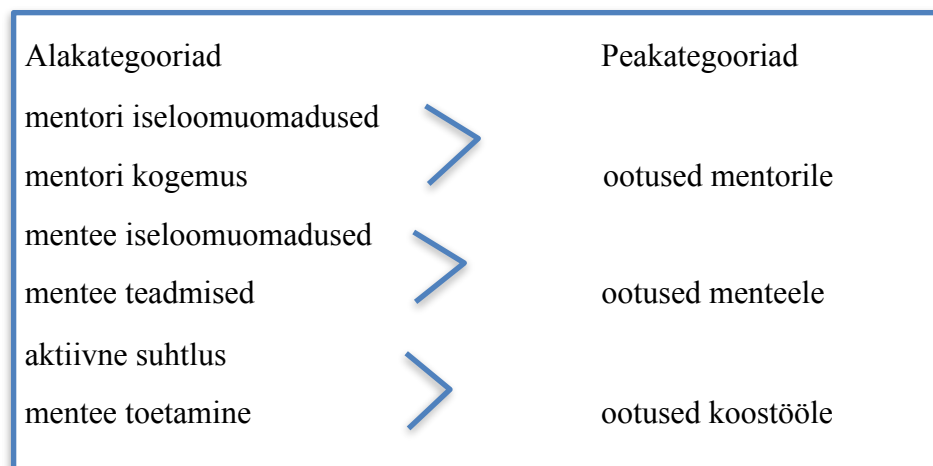 Alakategooriad Peakategooriad
mentori iseloomuomadused
mentori kogemus ootused mentorile
mentee iseloomuomadused
mentee teadmised ootused menteele
aktiivne suhtlus
mentee toetamine ootused koostööle